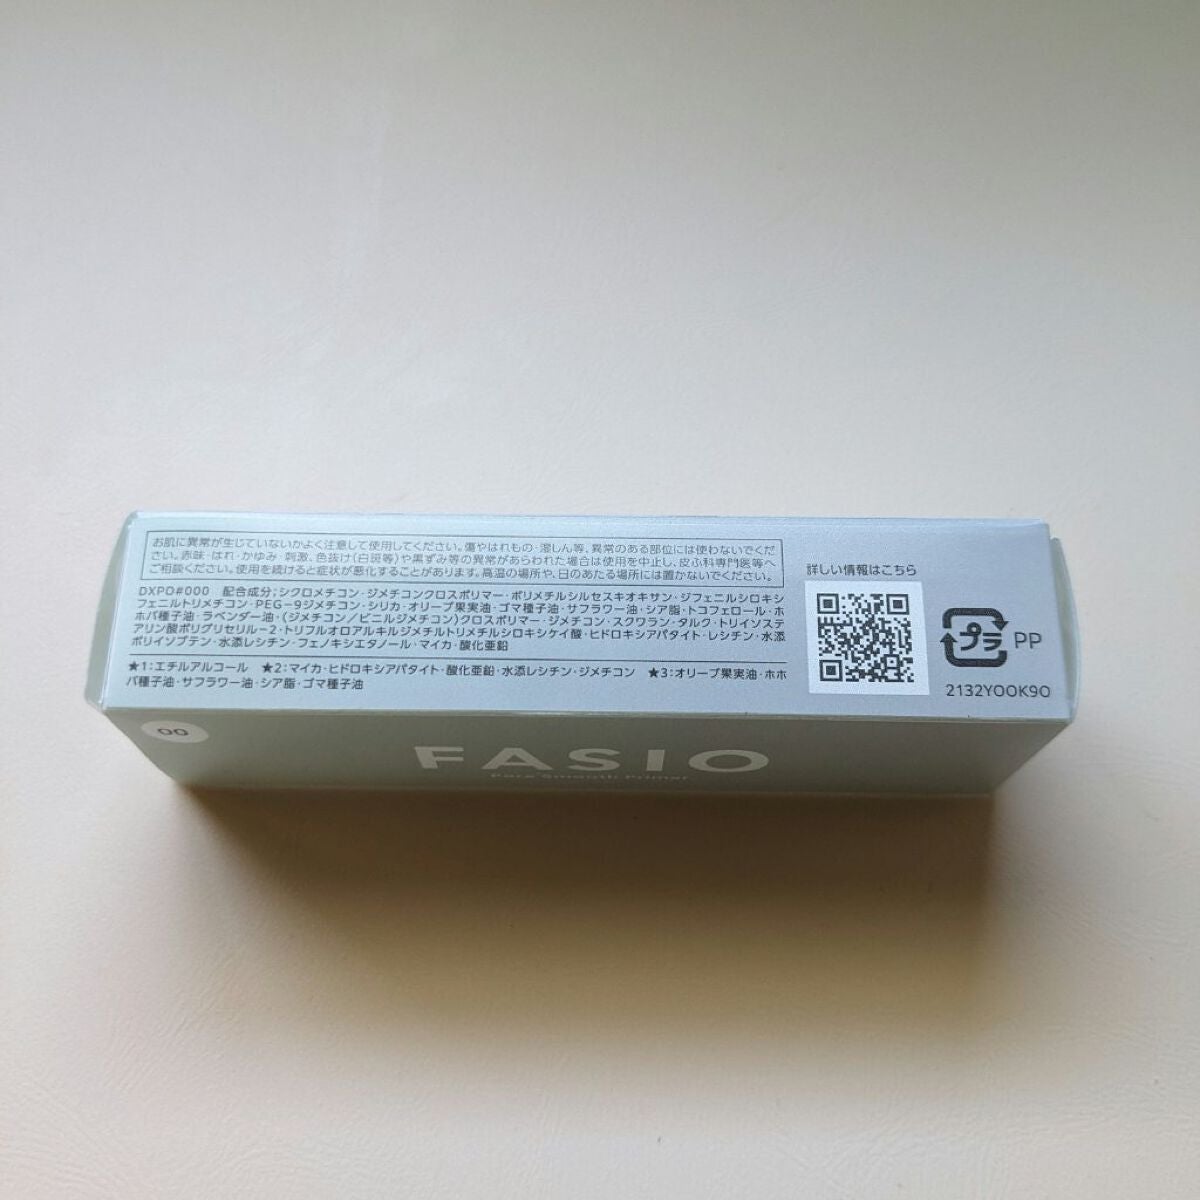 お肌に異常が生じていないかよく注意して使用してください。傷やはれもの・湿しん等、異常のある部位には使わないでくだ
さい。赤味・はれ・かゆみ・刺激、色抜け(白斑等)や黒ずみ等の異常があらわれた場合は使用を中止し、皮ふ科専門医等へ
ご相談ください。使用を続けると症状が悪化することがあります。高温の場所や、日のあたる場所には置かないでください。
DXPO#000 配合成分;シクロメチコン・ジメチコンクロスポリマー・ポリメチルシルセスキオキサン・ジフェニルシロキシ
フェニルトリメチコン・PEG-9ジメチコン・シリカ・オリーブ果実油・ゴマ種子油・サフラワー油・シア脂・トコフェロール・ホ
ホバ種子油・ラベンダー油・(ジメチコン/ビニルジメチコン)クロスポリマー・ジメチコン・スクワラン・タルク・トリイソステ
アリン酸ポリグリセリル-2・トリフルオロアルキルジメチルトリメチルシロキシケイ酸・ヒドロキシアパタイト・レシチン・水添
ポリイソブテン・水添レシチン・フェノキシエタノール・マイカ・酸化亜鉛
★1:エチルアルコール ★2:マイカ・ヒドロキシアパタイト・酸化亜鉛・水添レシチン・ジメチコン ★3:オリーブ果実油・ホホ
バ種子油・サフラワー油・シア脂・ゴマ種子油
詳しい情報はこちら
プラ PP
2132YOOK9O
00
FASIO
Pore Smooth Primer